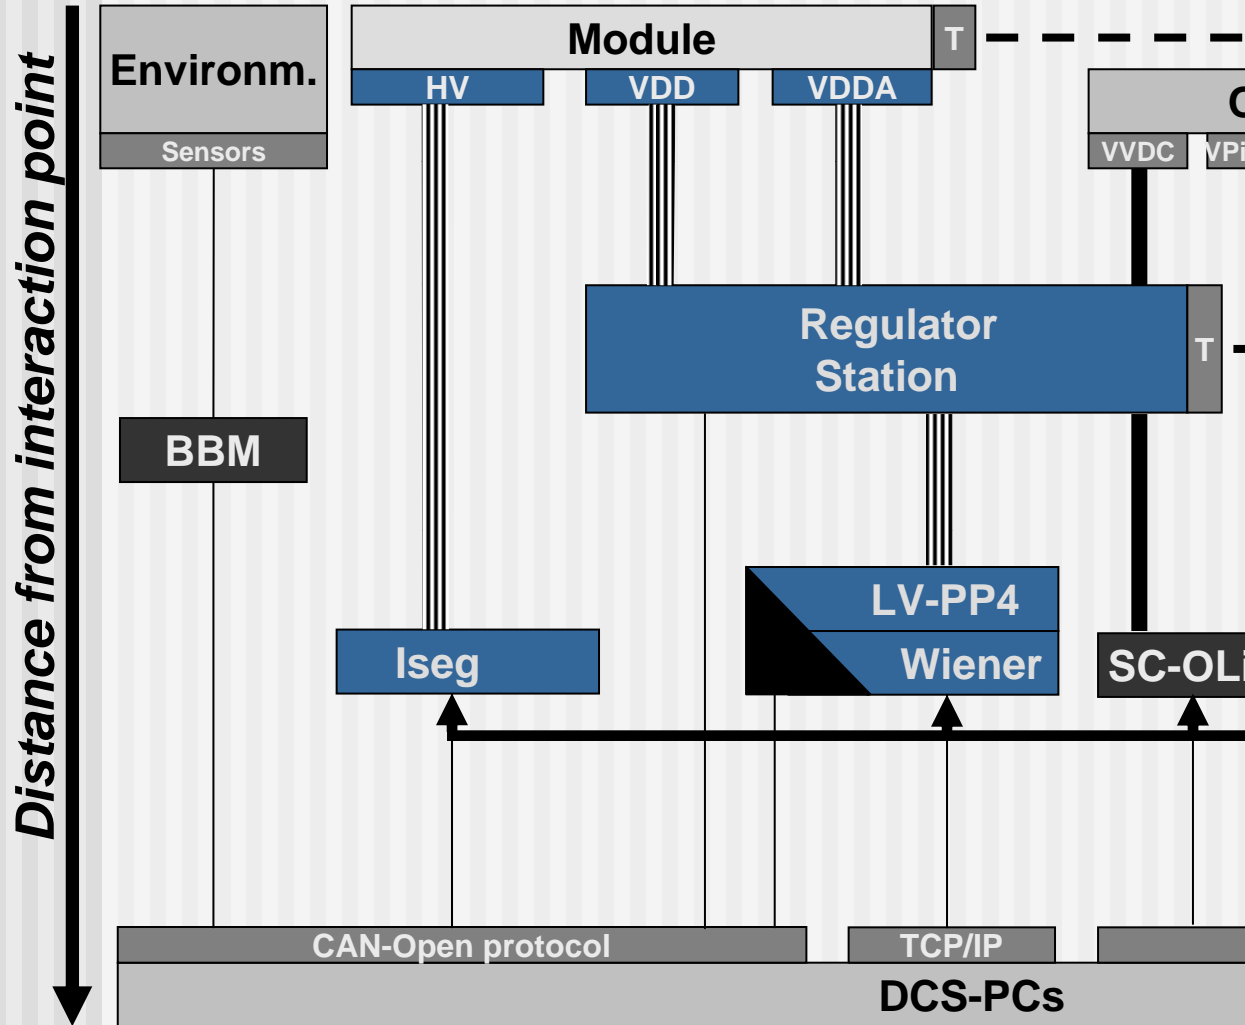 Distance from interaction point
Environm.
Sensors
Module
T
HV
VDD
VDDA
VVDC
Regulator
Station
T
BBM
LV-PP4
Iseg
Wiener
CAN-Open protocol
TCP/IP
DCS-PCs